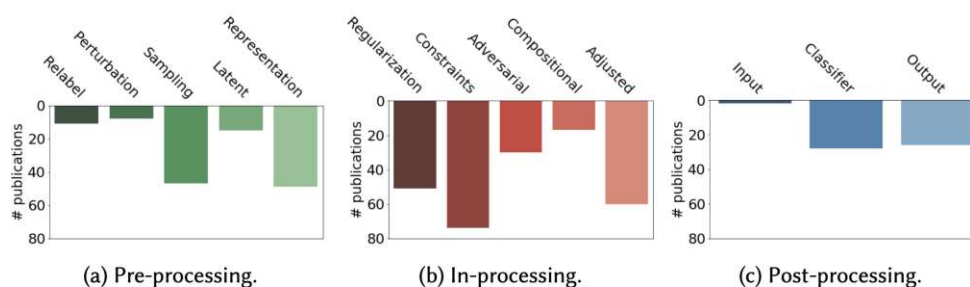 Relabel
Perturbation
Sampling
Latent
Representation
0
20
40
60
80
# publications
(a) Pre-processing.
Regularization
Constraints
Adversarial
Compositional
Adjusted
0
20
40
60
80
# publications
(b) In-processing.
Input
Classifier
Output
0
20
40
60
80
# publications
(c) Post-processing.